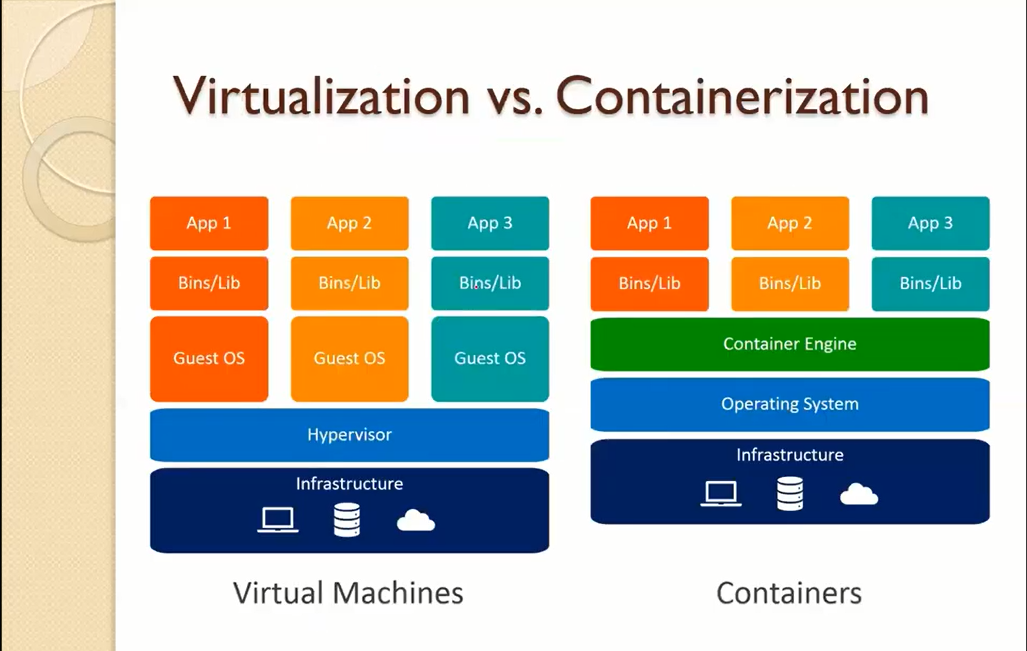 Virtualization vs. Containerization
App 1 App 2 App 3
Bins/Lib Bins/Lib Bins/Lib
Guest OS Guest OS Guest OS
Hypervisor
Infrastructure
Virtual Machines
App 1 App 2 App 3
Bins/Lib Bins/Lib Bins/Lib
Container Engine
Operating System
Infrastructure
Containers